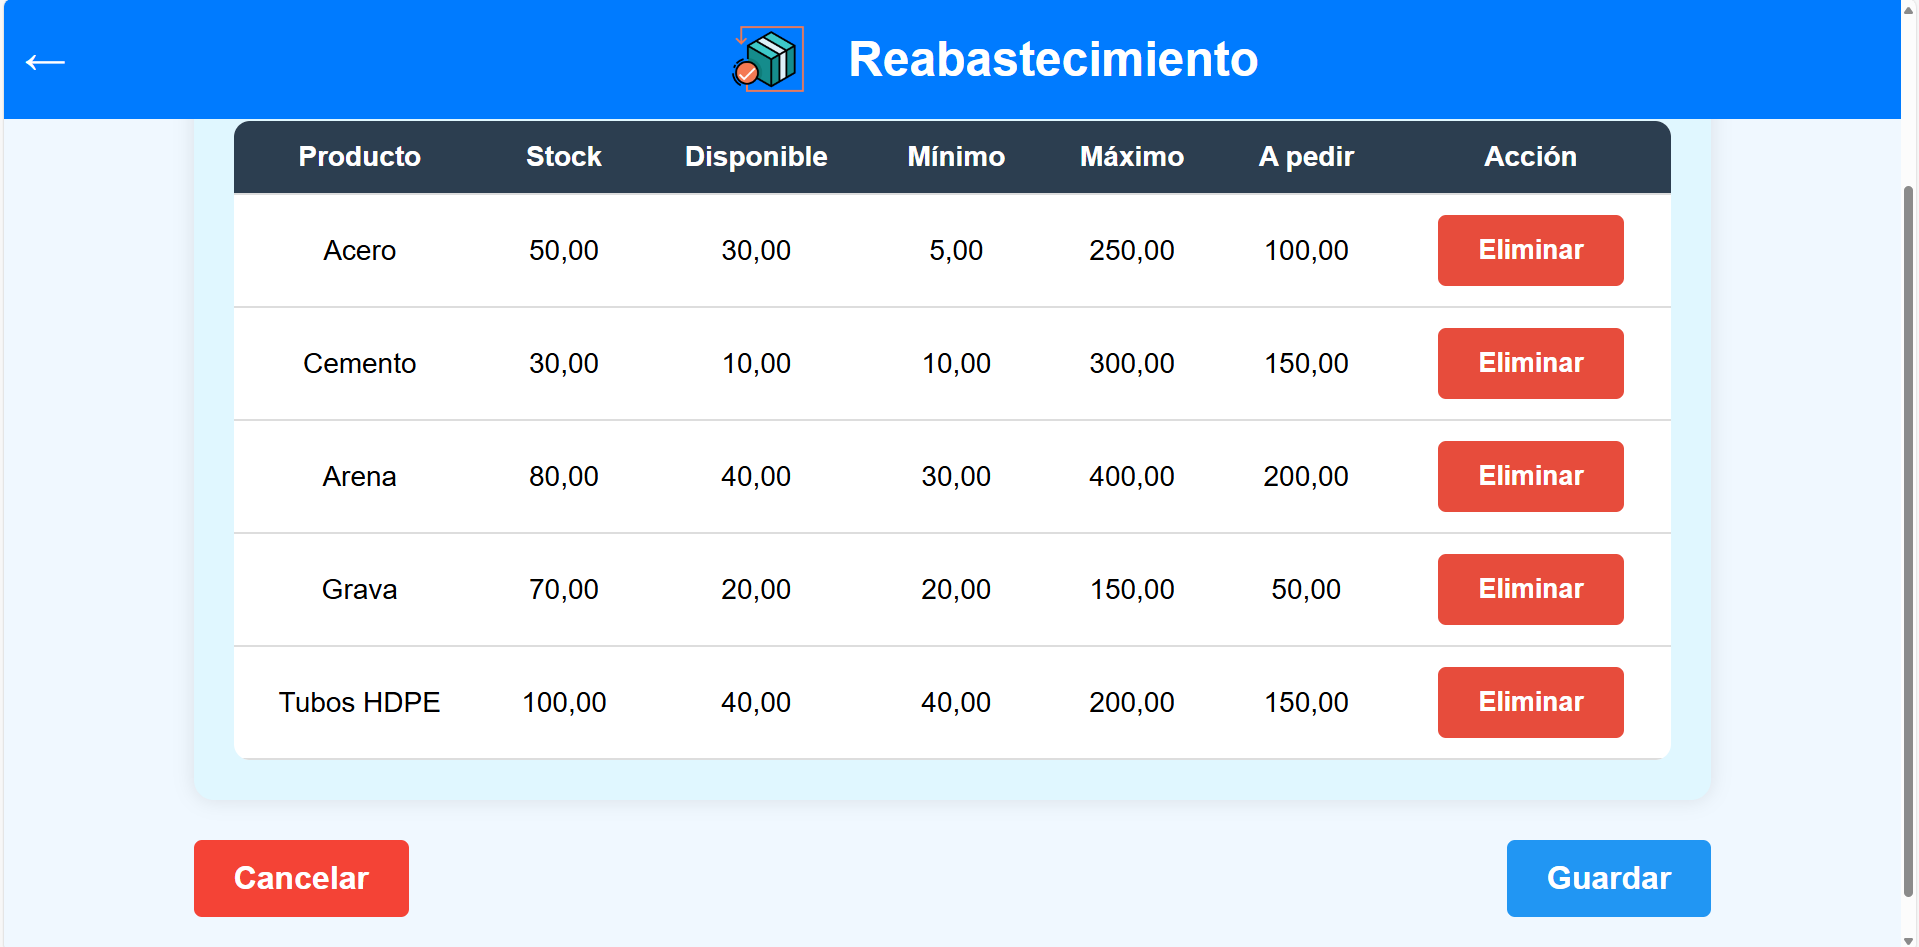 Reabastecimiento
Producto Stock Disponible Mínimo Máximo A pedir Acción
Acero 50,00 30,00 5,00 250,00 100,00 Eliminar
Cemento 30,00 10,00 10,00 300,00 150,00 Eliminar
Arena 80,00 40,00 30,00 400,00 200,00 Eliminar
Grava 70,00 20,00 20,00 150,00 50,00 Eliminar
Tubos HDPE 100,00 40,00 40,00 200,00 150,00 Eliminar
Cancelar Guardar